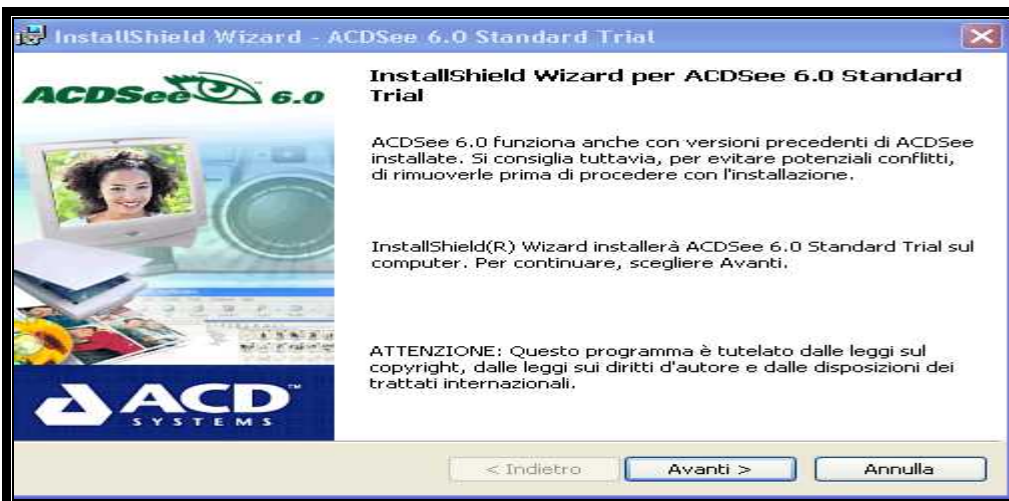 InstallShield Wizard - ACDSee 6.0 Standard Trial
ACDSee 6.0
InstallShield Wizard per ACDSee 6.0 Standard
Trial
ACDSee 6.0 funziona anche con versioni precedenti di ACDSee
installate. Si consiglia tuttavia, per evitare potenziali conflitti,
di rimuoverle prima di procedere con l'installazione.
InstallShield(R) Wizard installerà ACDSee 6.0 Standard Trial sul
computer. Per continuare, scegliere Avanti.
ATTENZIONE: Questo programma è tutelato dalle leggi sul
copyright, dalle leggi sui diritti d'autore e dalle disposizioni dei
trattati internazionali.
ACD™
SYSTEMS
< Indietro
Avanti >
Annulla